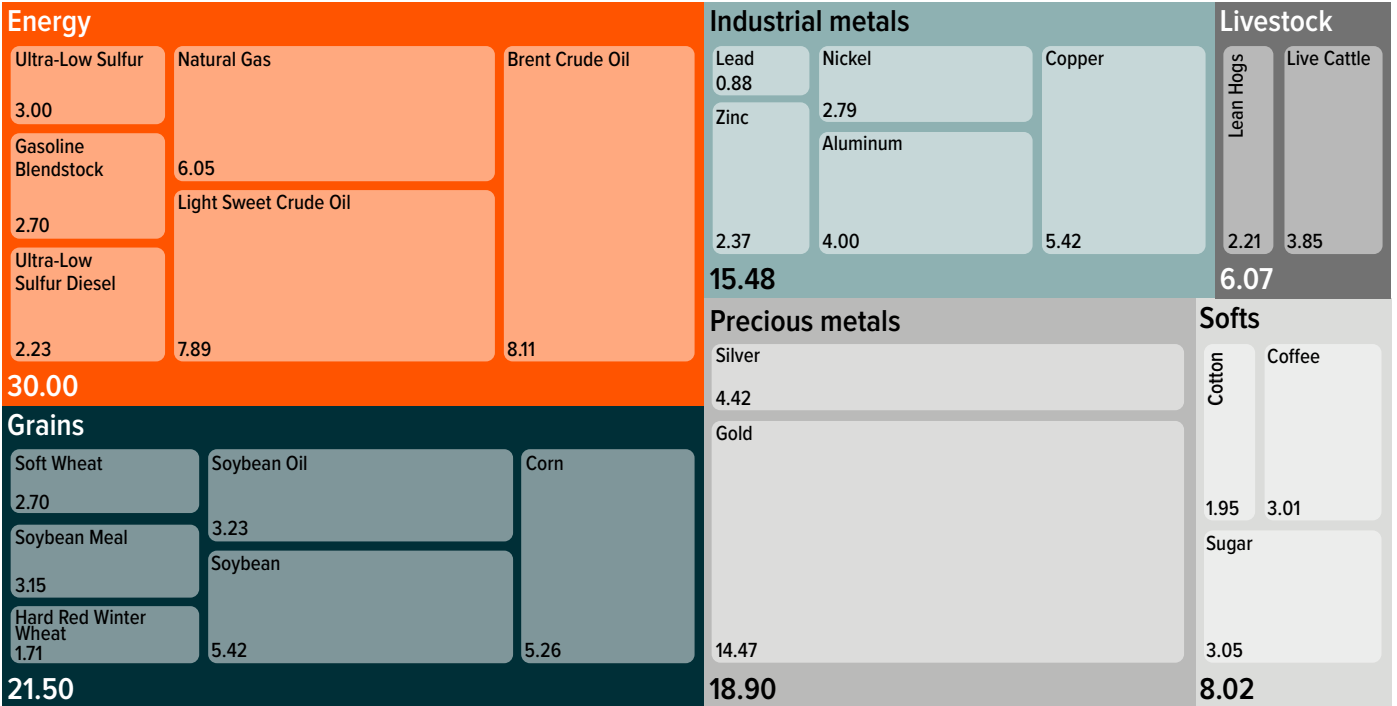 Energy
Ultra-Low Sulfur
3.00
Gasoline
Blendstock
2.70
Ultra-Low
Sulfur Diesel
2.23
Natural Gas
6.05
Light Sweet Crude Oil
7.89
Brent Crude Oil
8.11
30.00
Industrial metals
Lead
0.88
Zinc
2.37
Nickel
2.79
Aluminum
4.00
Copper
5.42
15.48
Livestock
Lean Hogs
2.21
Live Cattle
3.85
6.07
Grains
Soft Wheat
2.70
Soybean Meal
3.15
Hard Red Winter
Wheat
1.71
Soybean Oil
3.23
Soybean
5.42
Corn
5.26
21.50
Precious metals
Silver
4.42
Gold
14.47
18.90
Softs
Cotton
1.95
Coffee
3.01
Sugar
3.05
8.02